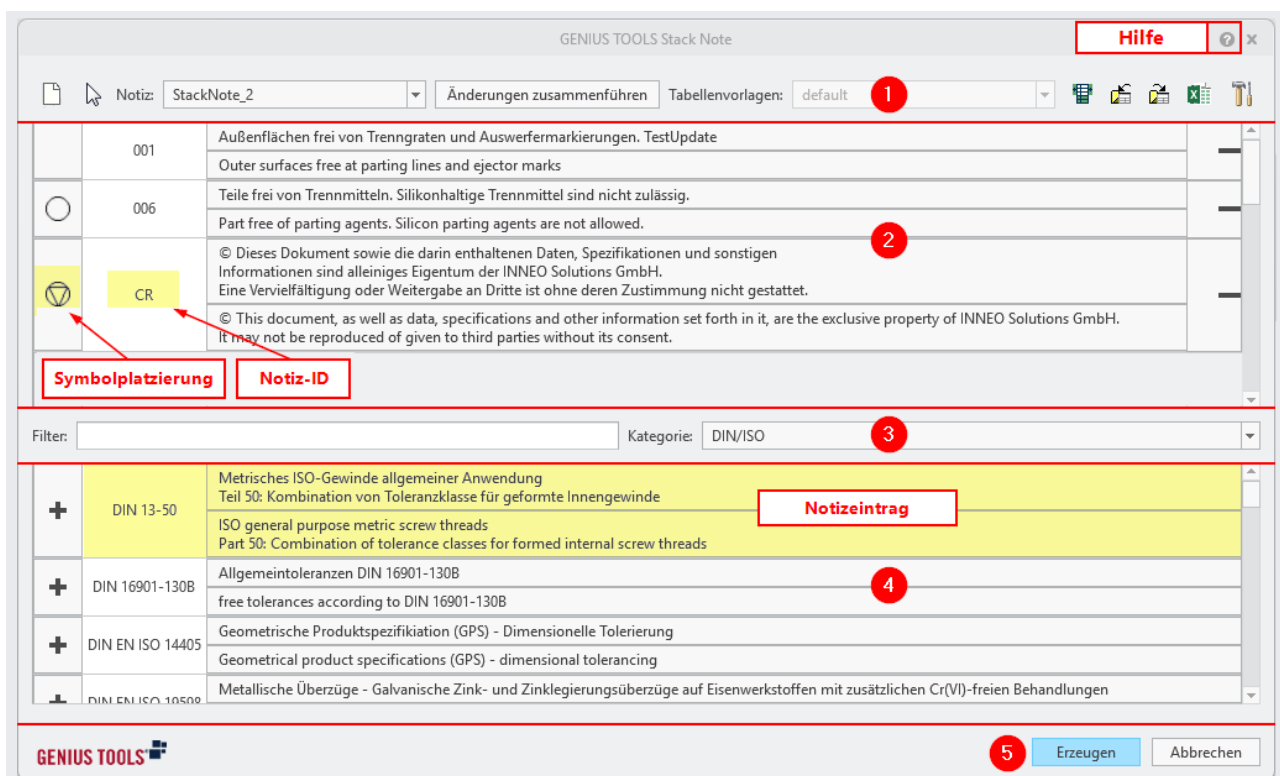 GENIUS TOOLS Stack Note
Hilfe
Notiz: StackNote_2 Änderungen zusammenführen Tabellenvorlagen: default 1
001
Außenflächen frei von Trenngraten und Auswerfermarkierungen. TestUpdate
Outer surfaces free at parting lines and ejector marks
006
Teile frei von Trennmitteln. Silikonhaltige Trennmittel sind nicht zulässig.
Part free of parting agents. Silicon parting agents are not allowed.
2
CR
© Dieses Dokument sowie die darin enthaltenen Daten, Spezifikationen und sonstigen
Informationen sind alleiniges Eigentum der INNEO Solutions GmbH.
Eine Vervielfältigung oder Weitergabe an Dritte ist ohne deren Zustimmung nicht gestattet.
© This document, as well as data, specifications and other information set forth in it, are the exclusive property of INNEO Solutions GmbH.
It may not be reproduced of given to third parties without its consent.
Symbolplatzierung Notiz-ID
Filter: Kategorie: DIN/ISO 3
DIN 13-50
Metrisches ISO-Gewinde allgemeiner Anwendung
Teil 50: Kombination von Toleranzklasse für geformte Innengewinde
ISO general purpose metric screw threads
Part 50: Combination of tolerance classes for formed internal screw threads
Notizeintrag
DIN 16901-130B
Allgemeintoleranzen DIN 16901-130B
free tolerances according to DIN 16901-130B
4
DIN EN ISO 14405
Geometrische Produktspezifikiation (GPS) - Dimensionelle Tolerierung
Geometrical product specifications (GPS) - dimensional tolerancing
DIN EN ISO 19598
Metallische Überzüge - Galvanische Zink- und Zinklegierungsüberzüge auf Eisenwerkstoffen mit zusätzlichen Cr(VI)-freien Behandlungen
GENIUS TOOLS
5 Erzeugen Abbrechen